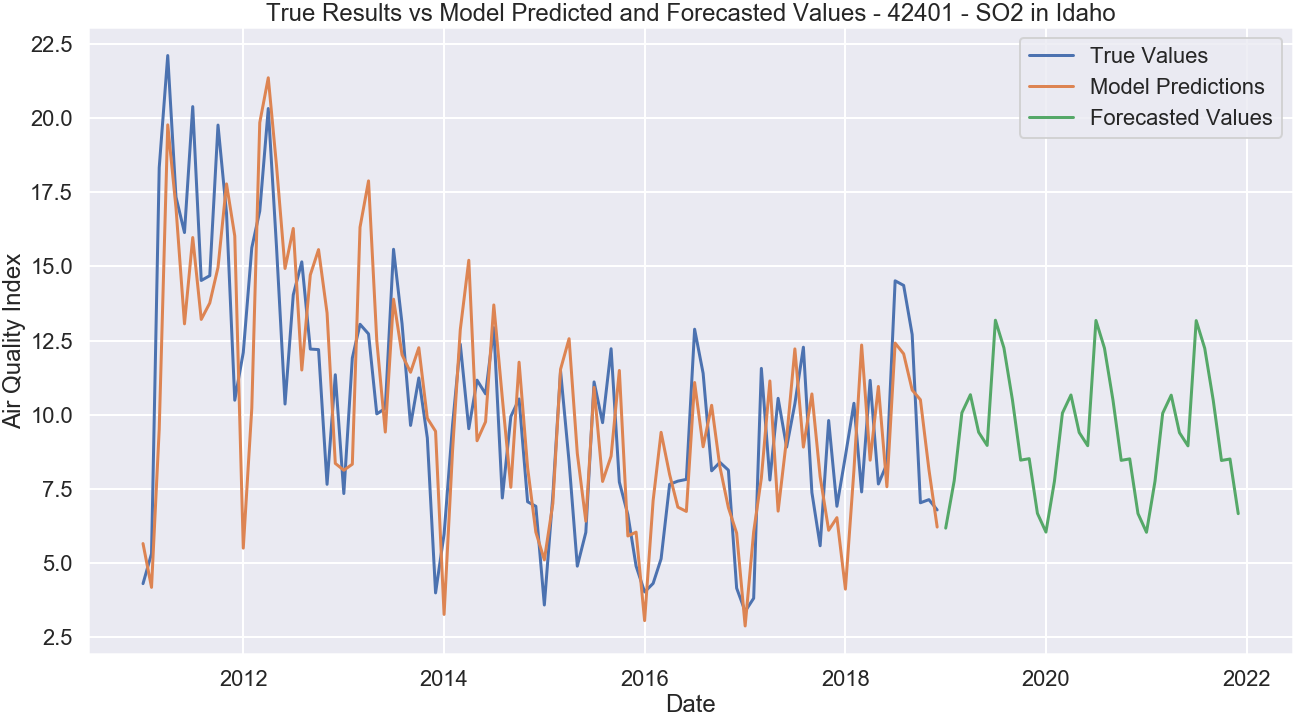 True Results vs Model Predicted and Forecasted Values - 42401 - SO2 in Idaho
22.5
20.0
17.5
15.0
12.5
10.0
7.5
5.0
2.5
Air Quality Index
True Values
Model Predictions
Forecasted Values
2012 2014 2016 2018 2020 2022
Date